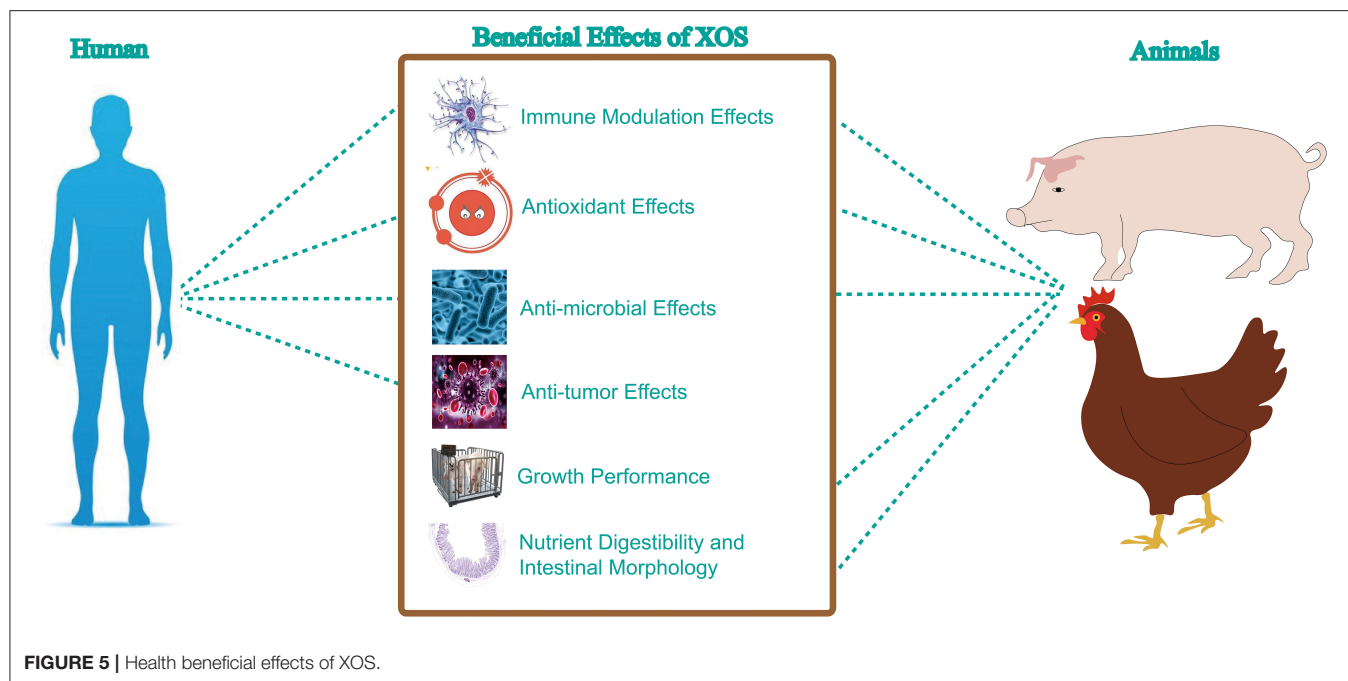 Human
Beneficial Effects of XOS
Animals
Immune Modulation Effects
Antioxidant Effects
Anti-microbial Effects
Anti-tumor Effects
Growth Performance
Nutrient Digestibility and
Intestinal Morphology
FIGURE 5 | Health beneficial effects of XOS.